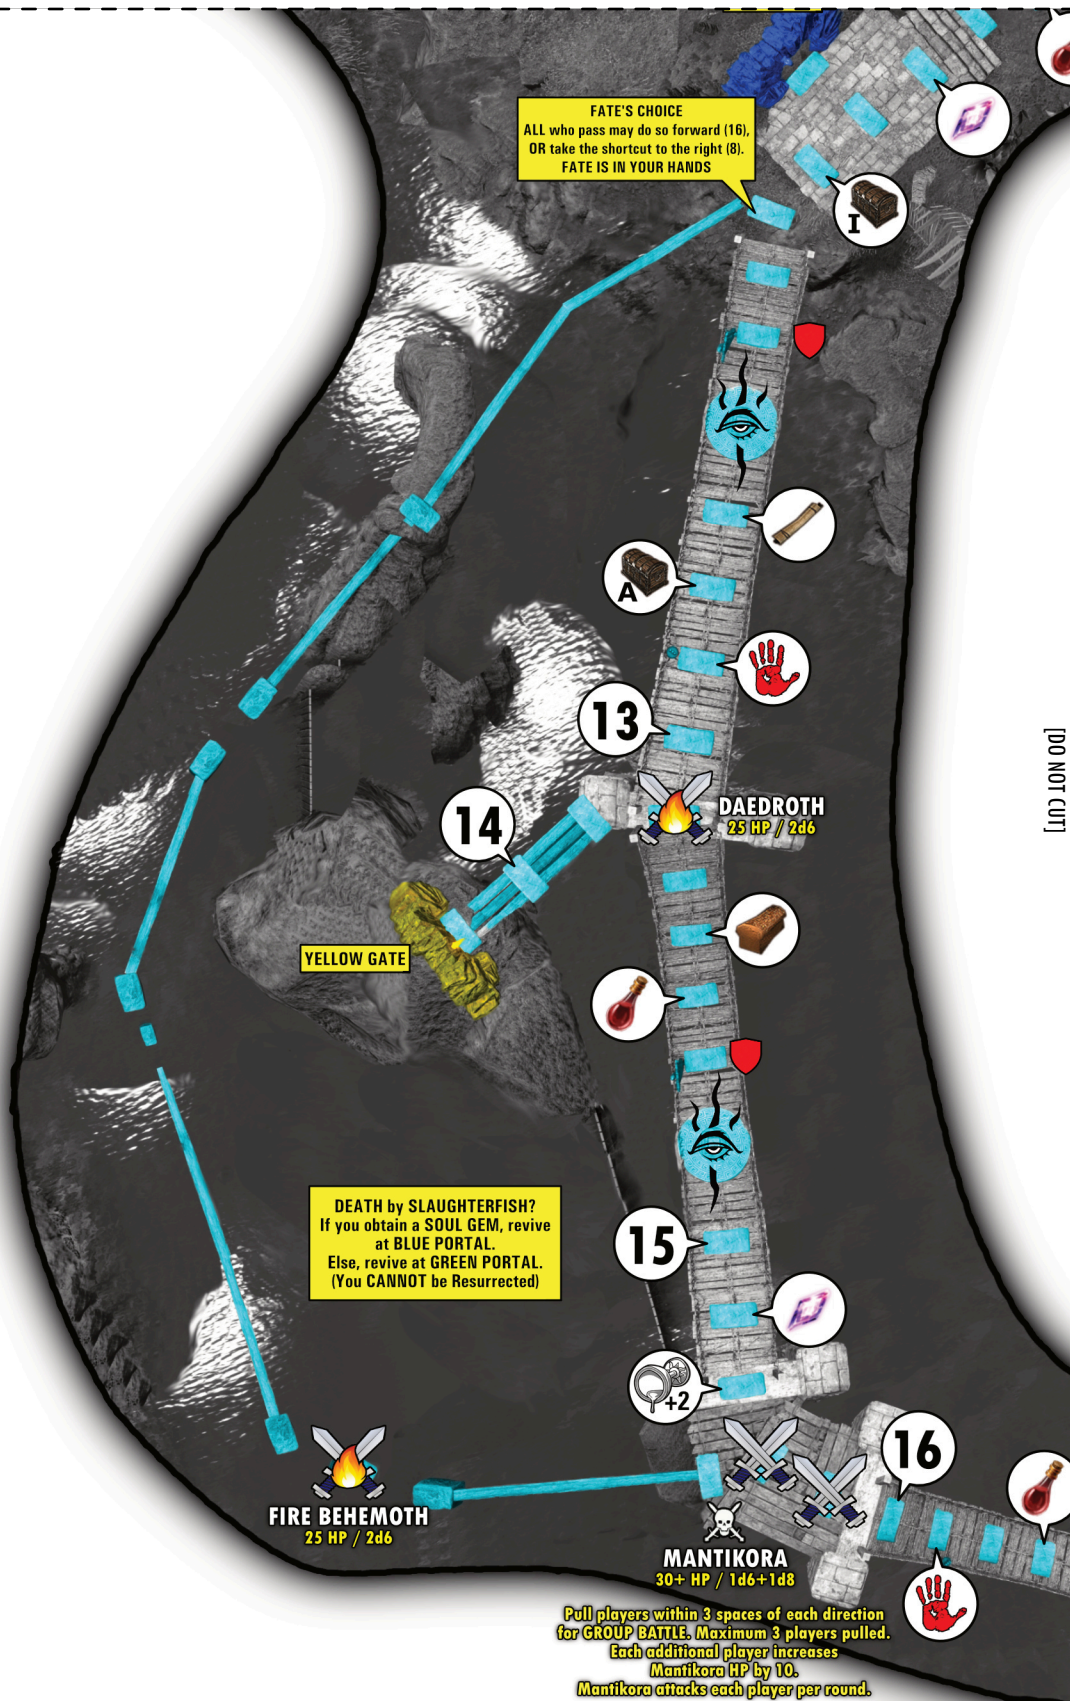 FATE'S CHOICE
ALL who pass may do so forward (16),
OR take the shortcut to the right (8).
FATE IS IN YOUR HANDS
I
A
13
14
DAEDROTH
25 HP / 2d6
YELLOW GATE
[DO NOT CUT]
DEATH by SLAUGHTERFISH?
If you obtain a SOUL GEM, revive
at BLUE PORTAL.
Else, revive at GREEN PORTAL.
(You CANNOT be Resurrected)
15
+2
16
FIRE BEHEMOTH
25 HP / 2d6
MANTIKORA
30+ HP / 1d6+1d8
Pull players within 3 spaces of each direction
for GROUP BATTLE. Maximum 3 players pulled.
Each additional player increases
Mantikora HP by 10.
Mantikora attacks each player per round.